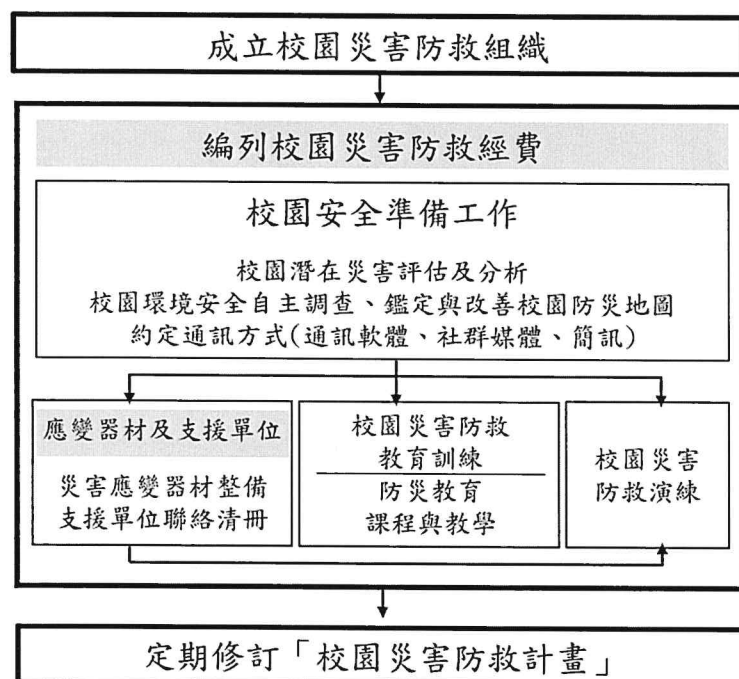 成立校園災害防救組織
編列校園災害防救經費
校園安全準備工作
校園潛在災害評估及分析
校園環境安全自主調查、鑑定與改善校園防災地圖
約定通訊方式(通訊軟體、社群媒體、簡訊)
應變器材及支援單位
災害應變器材整備
支援單位聯絡清冊
校園災害防救
教育訓練
防災教育
課程與教學
校園災害
防救演練
定期修訂「校園災害防救計畫」